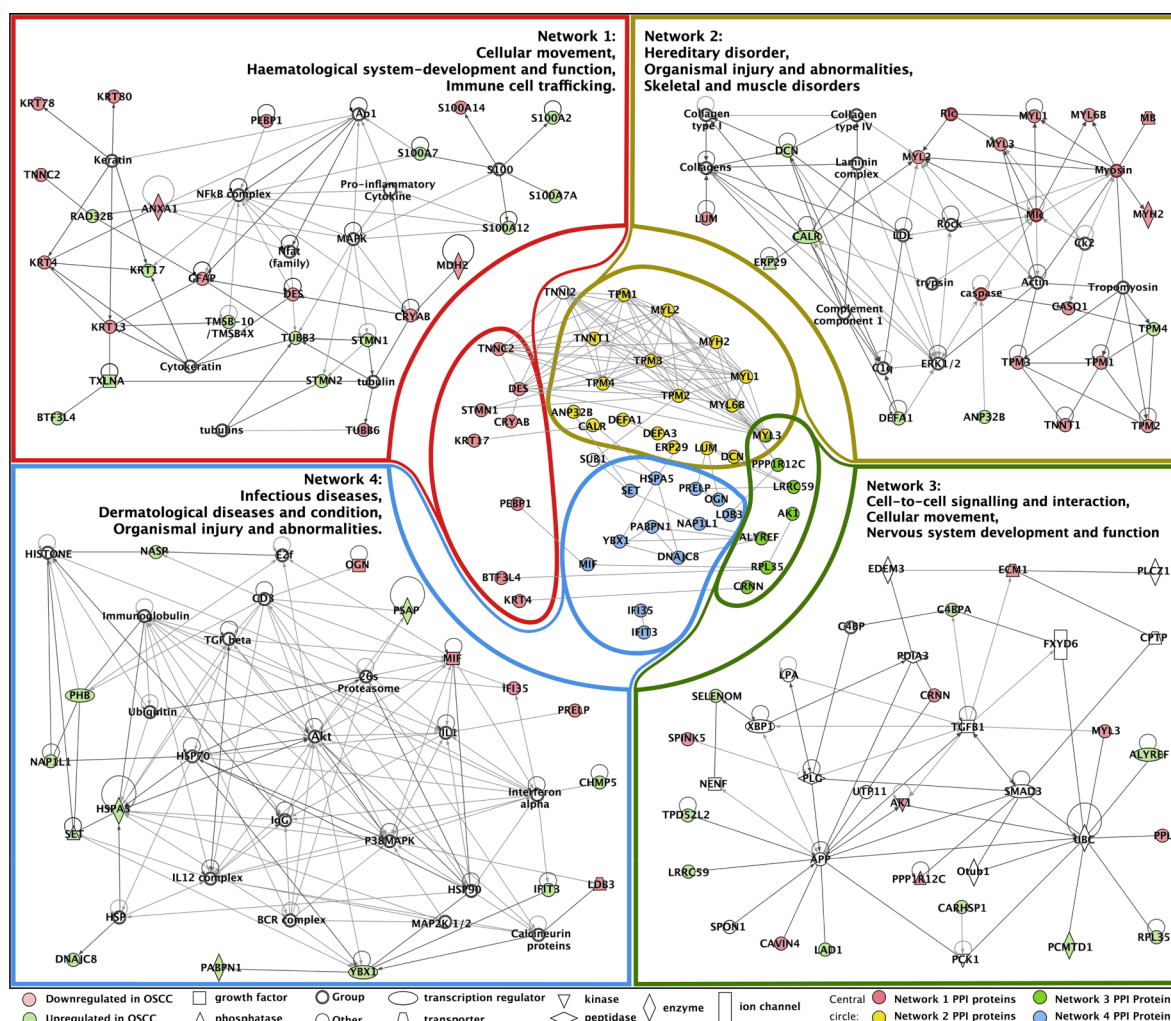 Network 1:
Cellular movement,
Haematological system-development and function,
Immune cell trafficking.
KRT78
KRT80
PEBP1
Ap1
S100A14
S100A2
S100A7
Keratin
S100
TNNC2
NFkB complex
Pro-inflammatory
Cytokine
S100A7A
RAD32B
ANXA1
S100A12
MAPK
Nfat
(family)
KRT4
KRT17
GFAP
MDH2
DES
KRT13
TMSB-10
/TMSB4X
TUBB3
STMN1
CRYAB
Cytokeratin
TXLNA
STMN2
tubulin
BTF3L4
tubulins
TUBB6
Network 2:
Hereditary disorder,
Organismal injury and abnormalities,
Skeletal and muscle disorders
Collagen
type I
Collagen
type IV
Rlc
MYL1
MYL6B
MB
DCN
MYL3
Collagens
Laminin
complex
MYL2
Myosin
LUM
CALR
LDL
Rock
Mlc
MYH2
Ck2
ERP29
trypsin
caspase
Actin
Tropomyosin
Complement
component 1
CASQ1
TPM4
C1q
ERK1/2
TPM3
TPM1
DEFA1
ANP32B
TNNT1
TPM2
TNNI2
TPM1
MYL2
TNNT1
MYH2
TNNC2
TPM3
DES
TPM4
MYL1
TPM2
MYL6B
STMN1
CRYAB
ANP32B
CALR
DEFA1
DEFA3
MYL3
KRT17
ERP29
LUM
DCN
SUB1
PPP1R12C
HSPA5
SET
PRELP
OGN
LRRC59
PEBP1
LDB3
AK1
PABPN1
NAP1L1
YBX1
ALYREF
DNAJC8
MIF
RPL35
BTF3L4
CRNN
KRT4
IFI35
IFIT3
Network 4:
Infectious diseases,
Dermatological diseases and condition,
Organismal injury and abnormalities.
HISTONE
NASP
E2f
OGN
CD3
PSAP
Immunoglobulin
TGF beta
MIF
26s
Proteasome
IFI35
PHB
Ubiquitin
PRELP
Akt
IL1
NAP1L1
HSP70
CHMP5
Interferon
alpha
HSPA5
IgG
SET
P38MAPK
IL12 complex
HSP90
IFIT3
LDB3
HSP
BCR Complex
MAP2K 1/2
Calcineurin
proteins
DNAJC8
PABPN1
YBX1
Network 3:
Cell-to-cell signalling and interaction,
Cellular movement,
Nervous system development and function
EDEM3
ECM1
PLCZ1
C4BPA
C4BP
FXYD6
CPTP
PDIA3
LPA
SELENOM
CRNN
XBP1
TGFB1
MYL3
SPINK5
ALYREF
NENF
PLG
UTP11
SMAD3
AK1
TPD52L2
UBC
PPL
APP
LRRC59
PPP1R12C
Otub1
CARHSP1
SPON1
CAVIN4
LAD1
PCK1
PCMTD1
RPL35
Downregulated in OSCC growth factor Group transcription regulator kinase enzyme ion channel Central Network 1 PPI proteins Network 3 PPI Protein
Upregulated in OSCC phosphatase Other transporter peptidase circle: Network 2 PPI proteins Network 4 PPI Protein